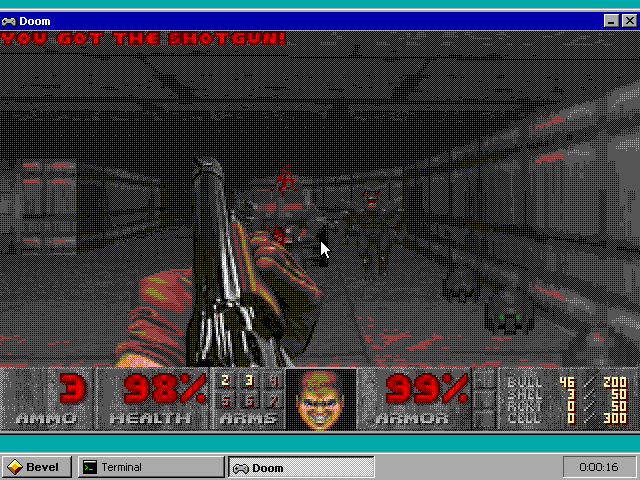 Doom
YOU GOT THE SHOTGUN!
3 98% 2 3 4 99% BULL 46 / 200
5 6 7 SHEL 3 / 50
RCKT 0 / 50
AMMO HEALTH ARMS ARMOR CELL 0 / 300
Bevel Terminal Doom 0:00:16